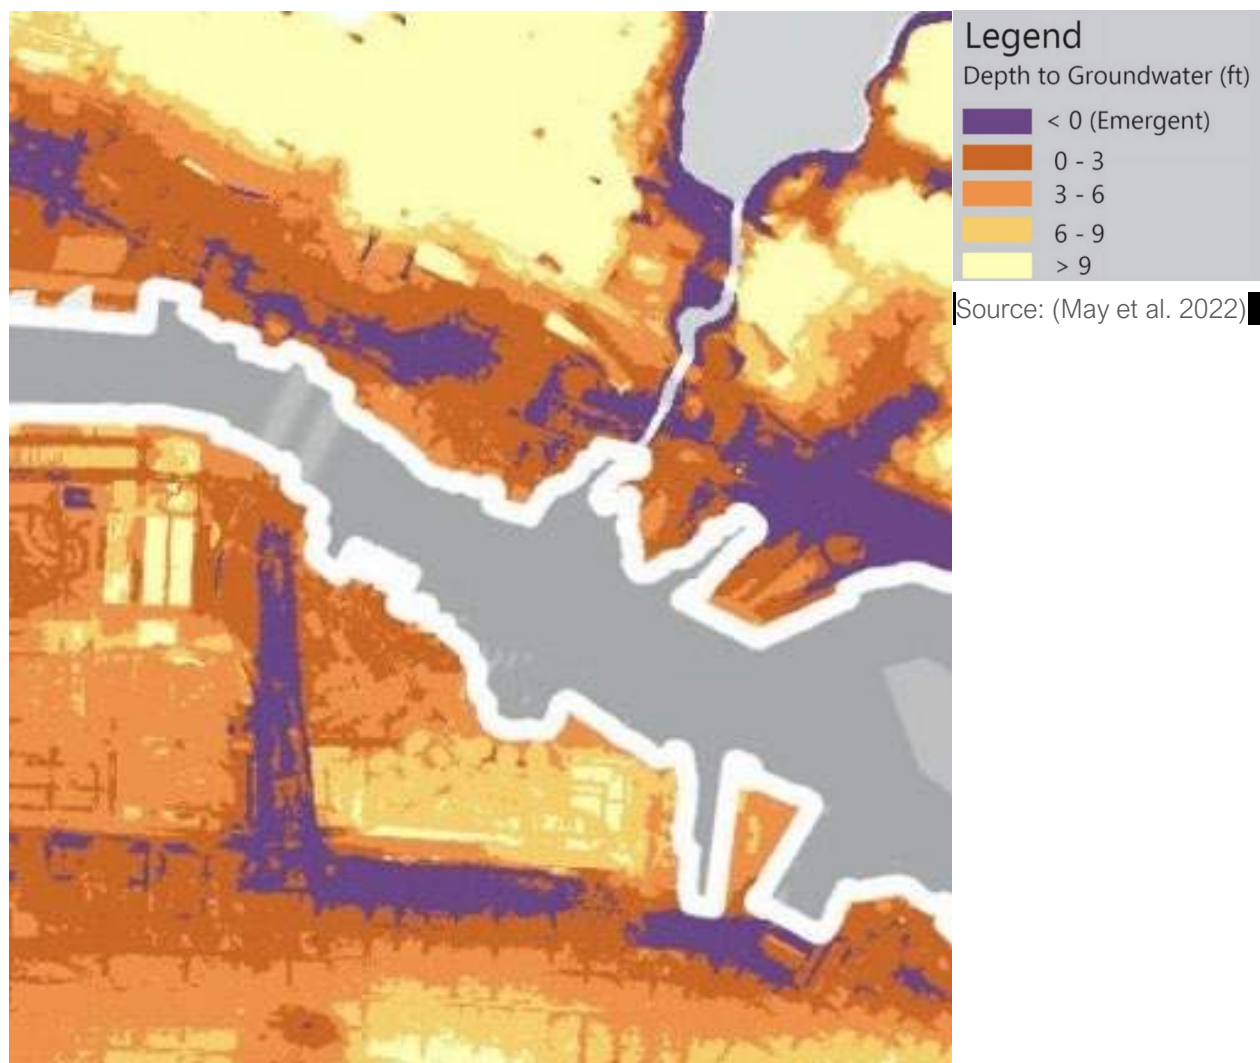 Legend
Depth to Groundwater (ft)
< 0 (Emergent)
0 - 3
3 - 6
6 - 9
> 9
Source: (May et al. 2022)